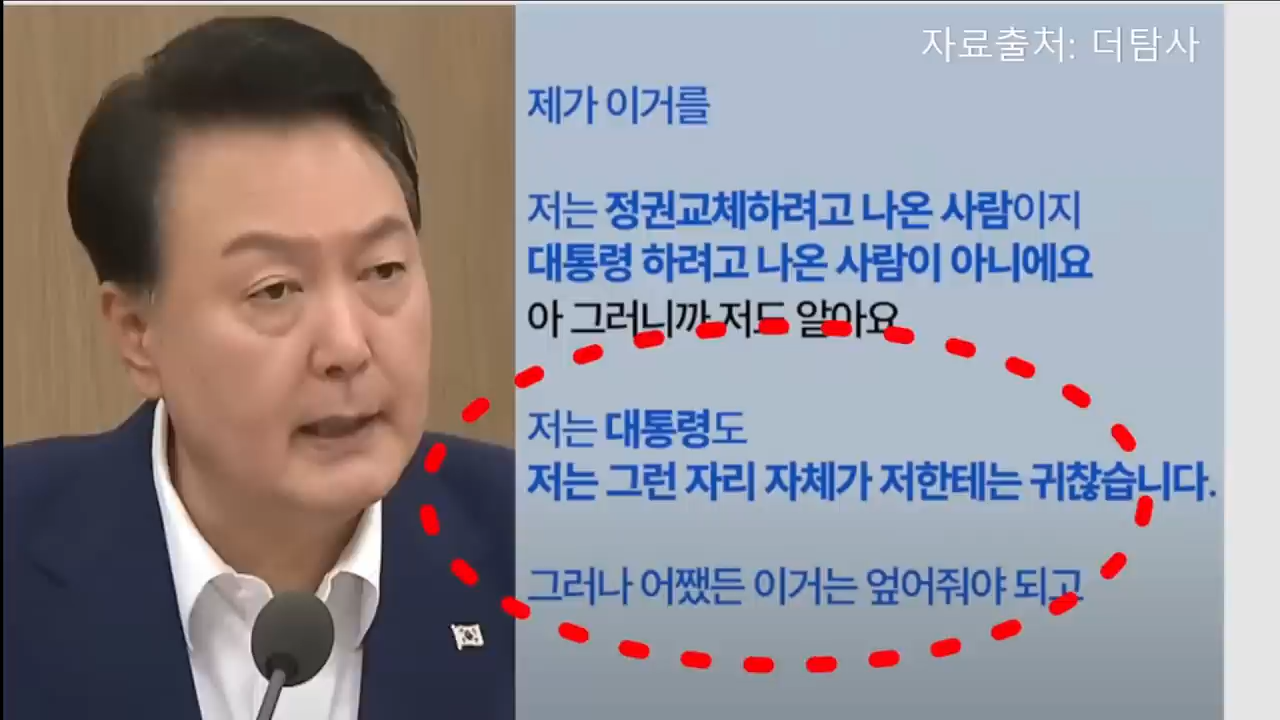 자료출처: 더탐사
제가 이거를
저는 정권교체하려고 나온 사람이지
대통령 하려고 나온 사람이 아니에요
아 그러니까 저도 알아요
저는 대통령도
저는 그런 자리 자체가 저한테는 귀찮습니다.
그러나 어쨌든 이거는 엎어줘야 되고